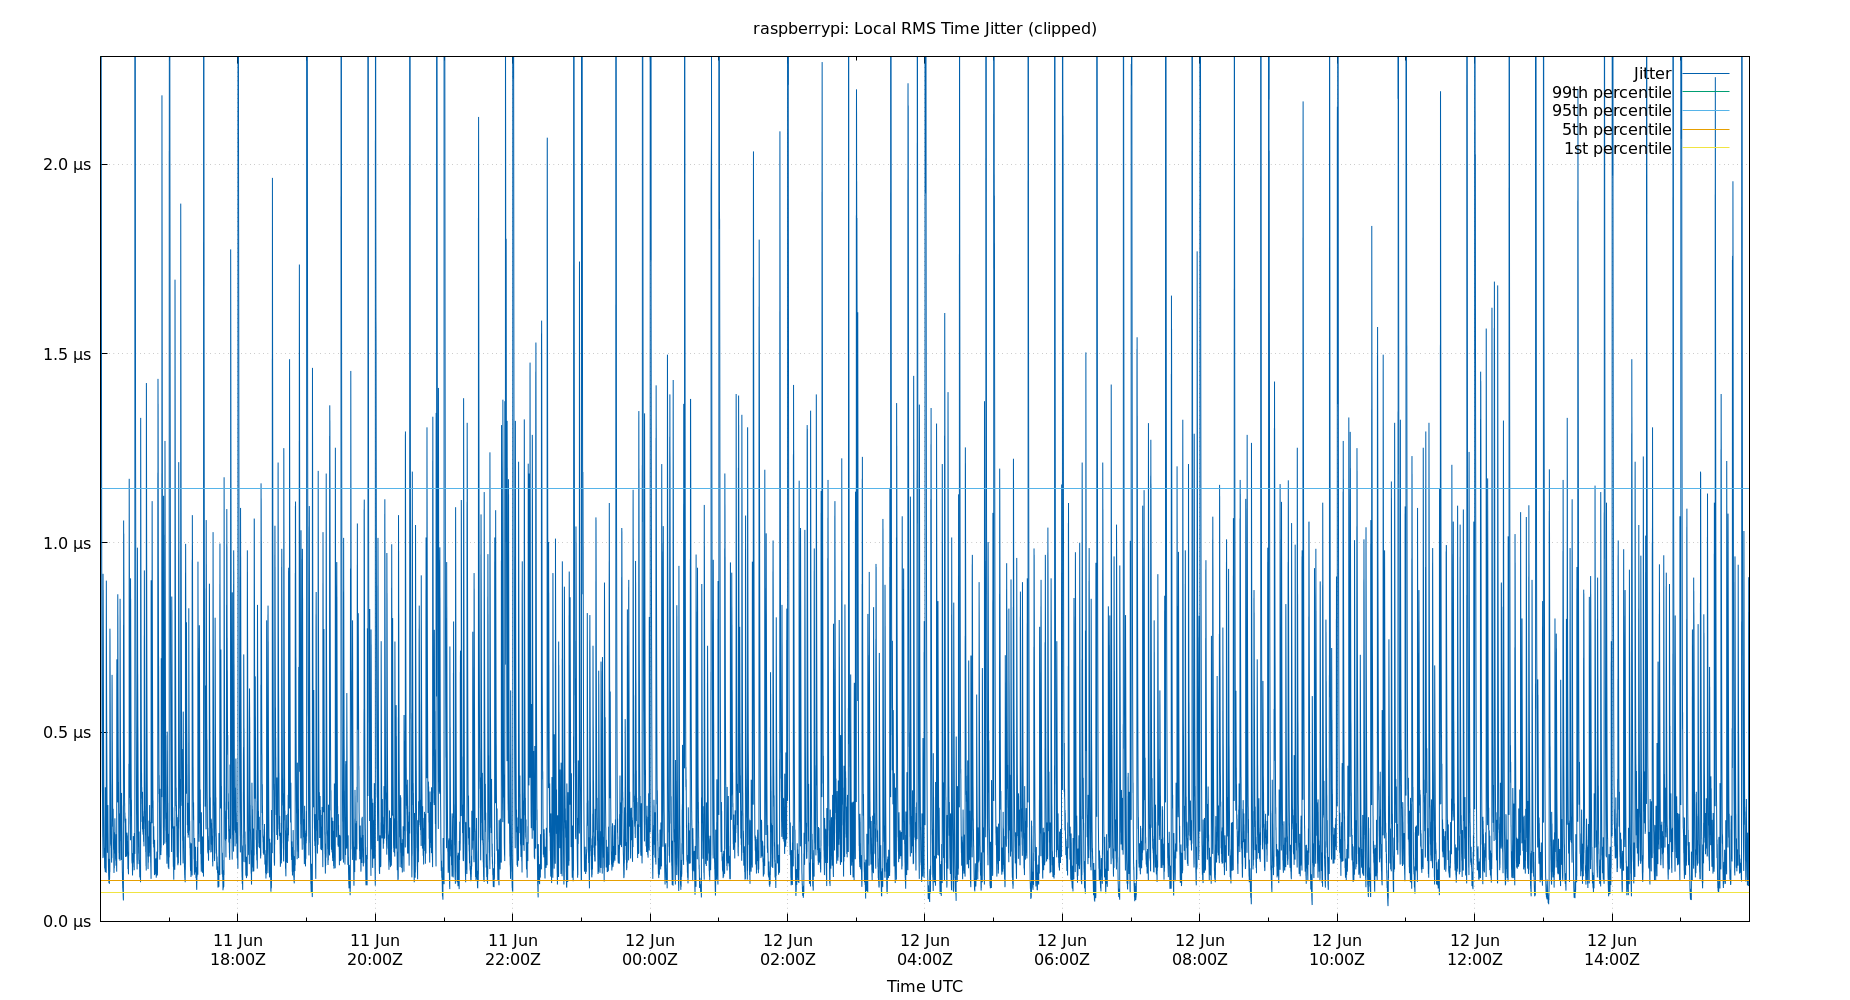 raspberrypi: Local RMS Time Jitter (clipped)
Jitter
99th percentile
95th percentile
5th percentile
1st percentile
2.0 µs
1.5 µs
1.0 µs
0.5 µs
0.0 µs
11 Jun 11 Jun 11 Jun 12 Jun 12 Jun 12 Jun 12 Jun 12 Jun 12 Jun 12 Jun 12 Jun
18:00Z 20:00Z 22:00Z 00:00Z 02:00Z 04:00Z 06:00Z 08:00Z 10:00Z 12:00Z 14:00Z
Time UTC